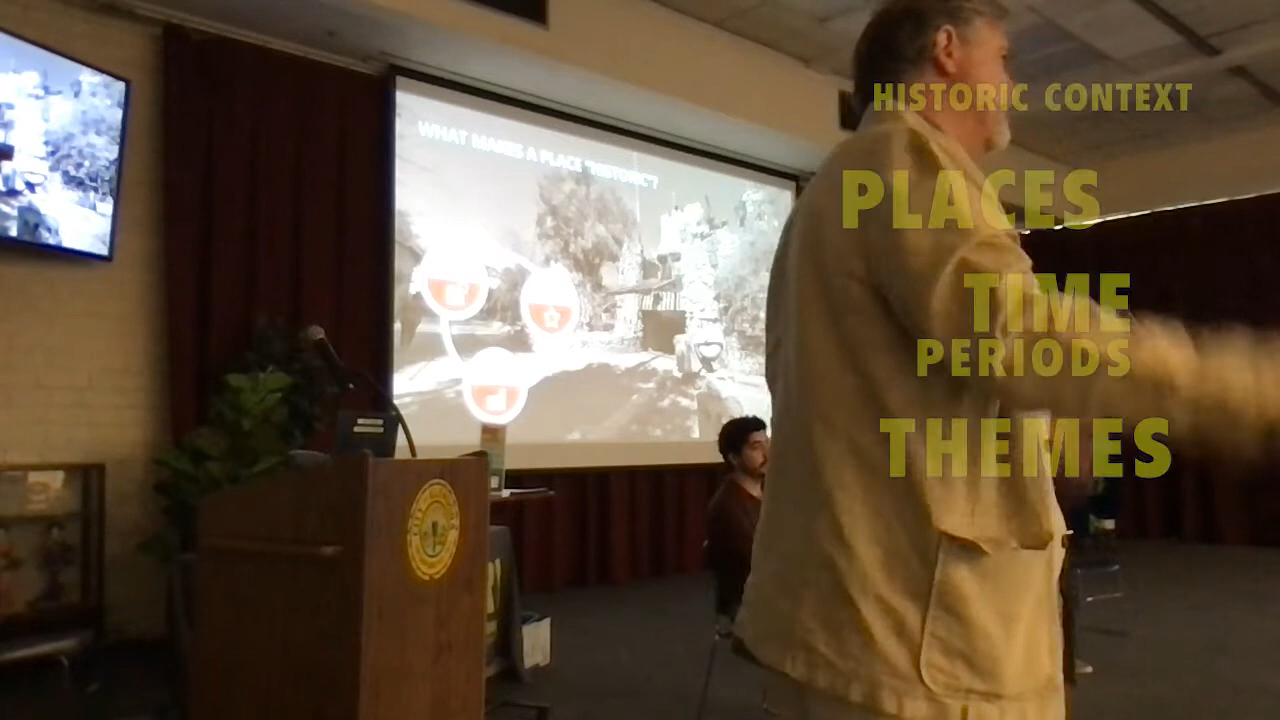 WHAT MAKES A PLACE "HISTORIC"?
HISTORIC CONTEXT
PLACES
TIME
PERIODS
THEMES